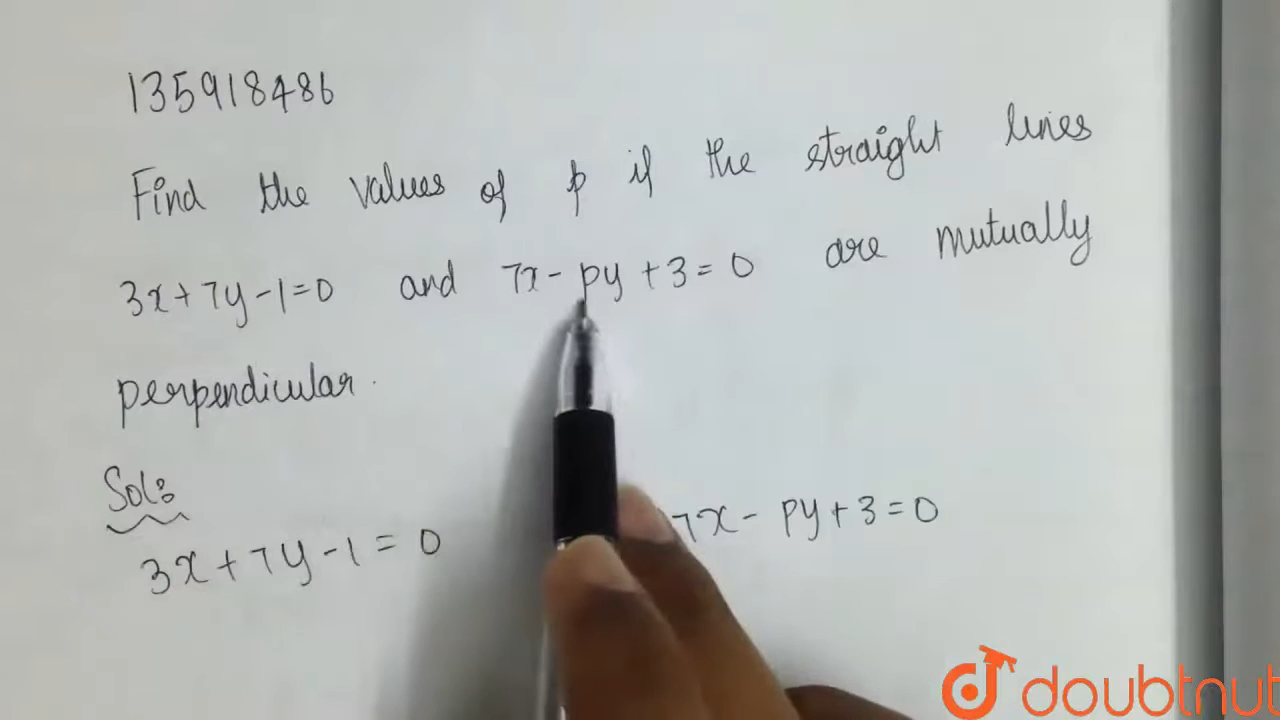 135918486
Find the values of p if the straight lines
3x+7y-1=0 and 7x-py+3=0 are mutually
perpendicular.
Sol:
3x+7y-1=0 7x-py+3=0
doubtnut